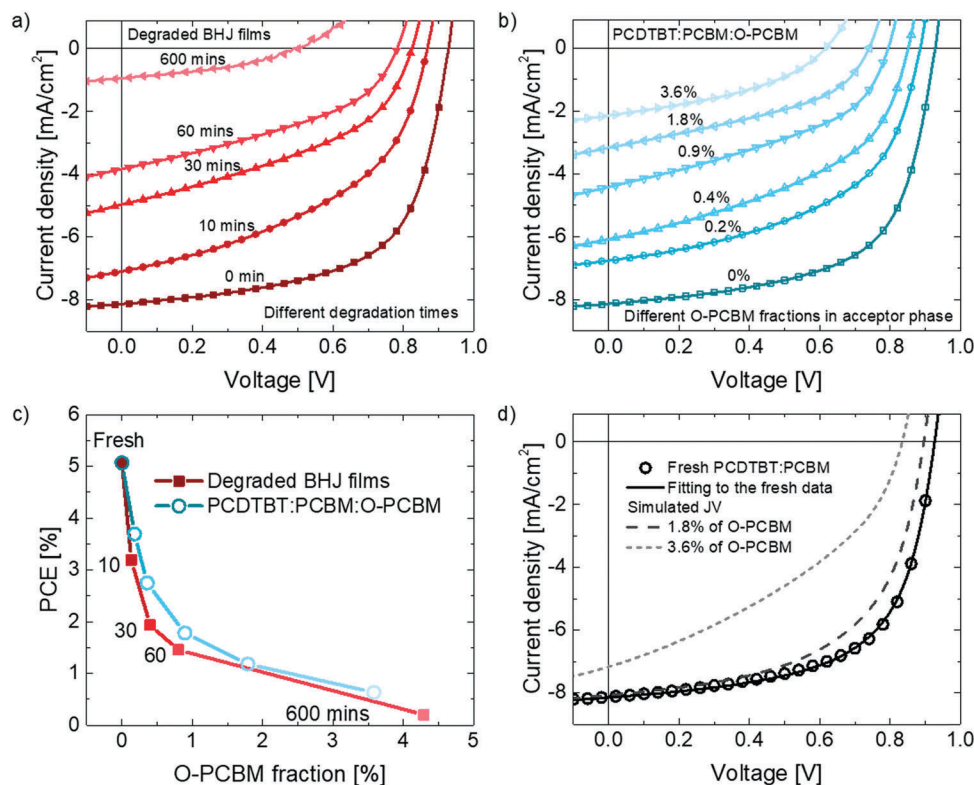 a)
Degraded BHJ films
600 mins
60 mins
30 mins
10 mins
0 min
Different degradation times
Current density [mA/cm²]
0
-2
-4
-6
-8
0.0 0.2 0.4 0.6 0.8 1.0
Voltage [V]
b)
PCDTBT:PCBM:O-PCBM
3.6%
1.8%
0.9%
0.4%
0.2%
0%
Different O-PCBM fractions in acceptor phase
Current density [mA/cm²]
0
-2
-4
-6
-8
0.0 0.2 0.4 0.6 0.8 1.0
Voltage [V]
c)
Fresh
Degraded BHJ films
PCDTBT:PCBM:O-PCBM
10
30
60
600 mins
PCE [%]
6
5
4
3
2
1
0
0 1 2 3 4 5
O-PCBM fraction [%]
d)
Fresh PCDTBT:PCBM
Fitting to the fresh data
Simulated JV
1.8% of O-PCBM
3.6% of O-PCBM
Current density [mA/cm²]
0
-2
-4
-6
-8
0.0 0.2 0.4 0.6 0.8 1.0
Voltage [V]